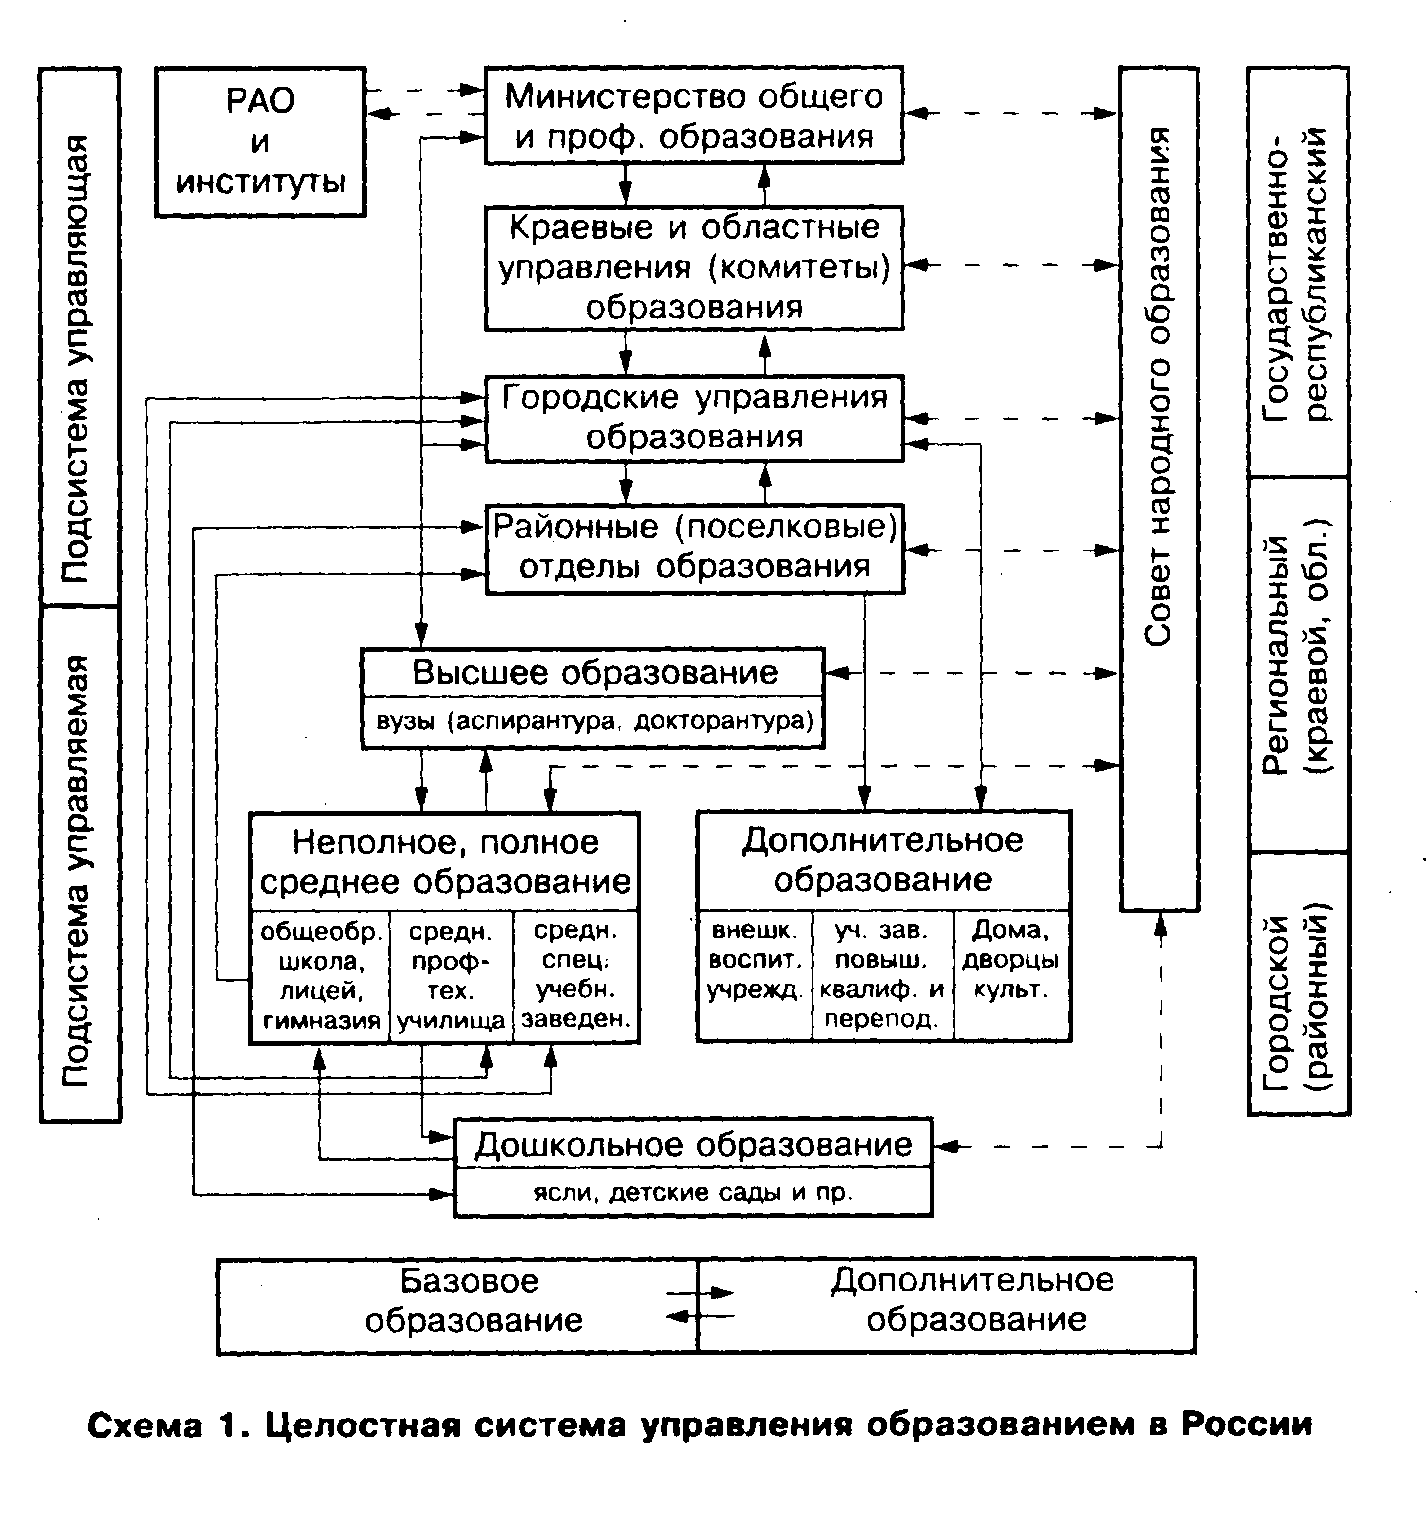 Подсистема управляющая
Подсистема управляемая
РАО
и
институты
Министерство общего
и проф. образования
Краевые и областные
управления (комитеты)
образования
Городские управления
образования
Районные (поселковые)
отделы образования
Высшее образование
вузы (аспирантура, докторантура)
Неполное, полное
среднее образование
общеобр.
школа,
лицей,
гимназия
средн.
проф-
тех.
училища
средн.
спец.
учебн.
заведен.
Дополнительное
образование
внешк.
воспит.
учрежд.
уч. зав.
повыш.
квалиф. и
перепод.
Дома,
дворцы
культ.
Дошкольное образование
ясли, детские сады и пр.
Совет народного образования
Государственно-
республиканский
Региональный
(краевой, обл.)
Городской
(районный)
Базовое
образование
Дополнительное
образование
Схема 1. Целостная система управления образованием в России